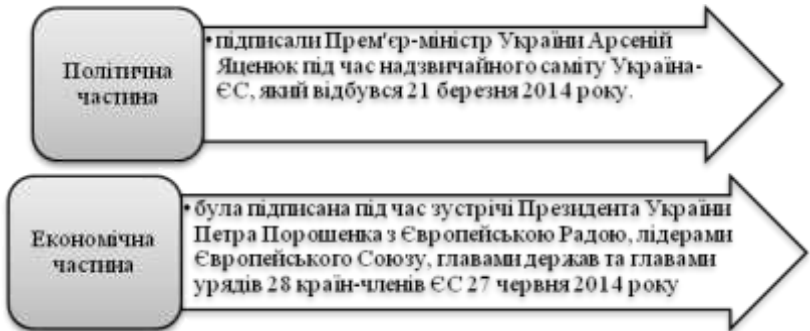 Політична
частина
• підписали Прем'єр-міністр України Арсеній
Яценюк під час надзвичайного саміту Україна-
ЄС, який відбувся 21 березня 2014 року.
Економічна
частина
• була підписана під час зустрічі Президента України
Петра Порошенка з Європейською Радою, лідерами
Європейського Союзу, главами держав та главами
урядів 28 країн-членів ЄС 27 червня 2014 року